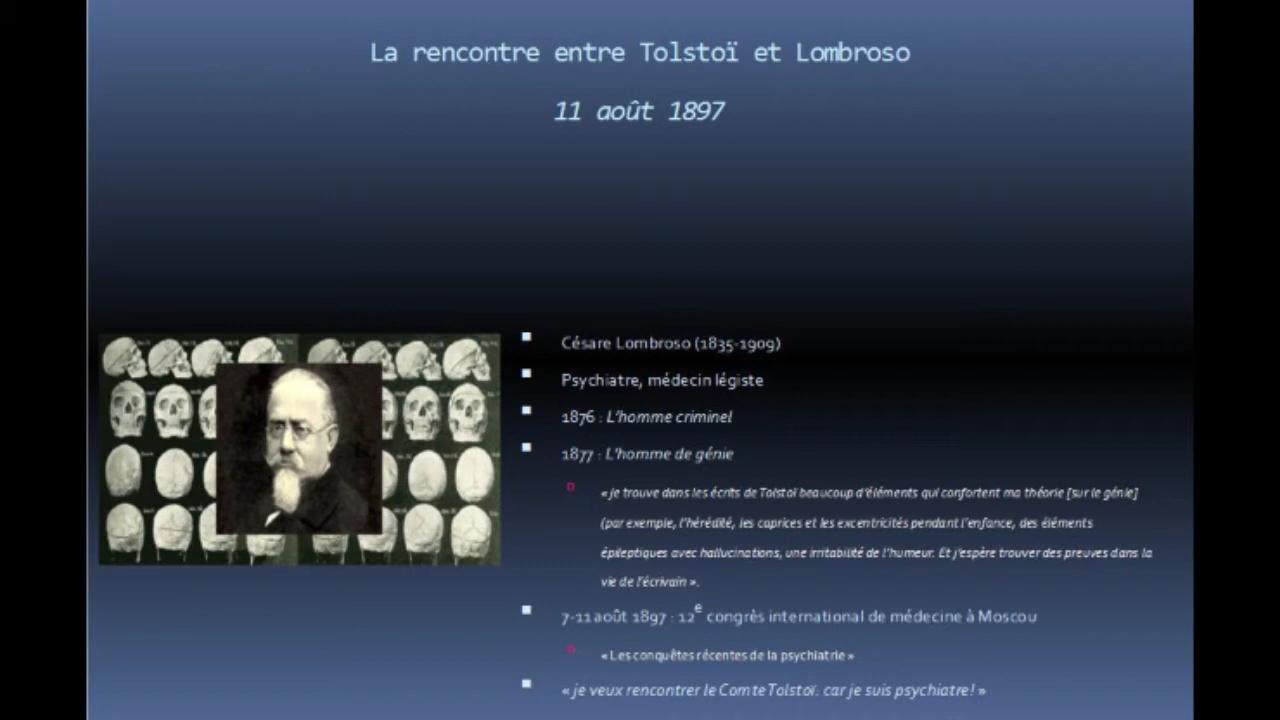 La rencontre entre Tolstoï et Lombroso
11 août 1897
César Lombroso (1835-1909)
Psychiatre, médecin légiste
1876 : L'homme criminel
1877 : L'homme de génie
« je trouve dans les écrits de Tolstoï beaucoup d'éléments qui confortent ma théorie [sur le génie]
(par exemple, l'hérédité, les caprices et les excentricités pendant l'enfance, des éléments
épileptiques avec hallucinations, une irritabilité de l'humeur. Et j'espère trouver des preuves dans la
vie de l'écrivain ».
7-11 août 1897 : 12e congrès international de médecine à Moscou
« Les conquêtes récentes de la psychiatrie »
« je veux rencontrer le Comte Tolstoï. car je suis psychiatre! »